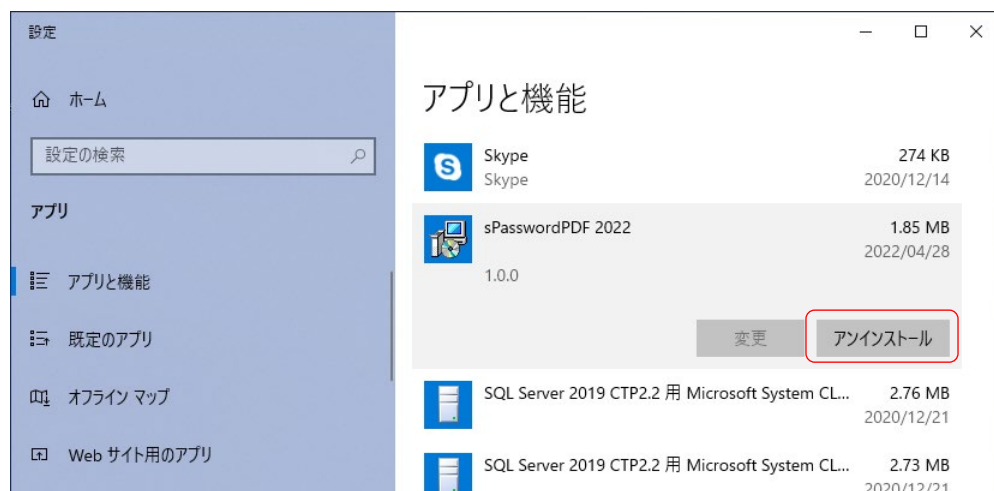 設定
ホーム
設定の検索
アプリ
アプリと機能
既定のアプリ
オフライン マップ
Web サイト用のアプリ
アプリと機能
Skype 274 KB
Skype 2020/12/14
sPasswordPDF 2022 1.85 MB
2022/04/28
1.0.0
変更 アンインストール
SQL Server 2019 CTP2.2 用 Microsoft System CL... 2.76 MB
2020/12/21
SQL Server 2019 CTP2.2 用 Microsoft System CL... 2.73 MB
2020/12/21